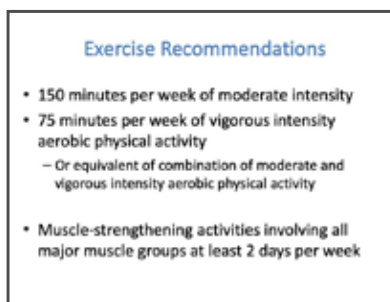 Exercise Recommendations
• 150 minutes per week of moderate intensity
• 75 minutes per week of vigorous intensity
aerobic physical activity
– Or equivalent of combination of moderate and
vigorous intensity aerobic physical activity
• Muscle-strengthening activities involving all
major muscle groups at least 2 days per week